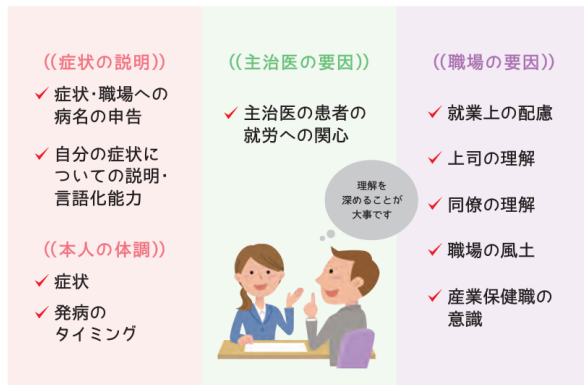 ((症状の説明))
症状・職場への
病名の申告
自分の症状に
ついての説明・
言語化能力
((本人の体調))
症状
発病の
タイミング
((主治医の要因))
主治医の患者の
就労への関心
理解を
深めることが
大事です
((職場の要因))
就業上の配慮
上司の理解
同僚の理解
職場の風土
産業保健職の
意識